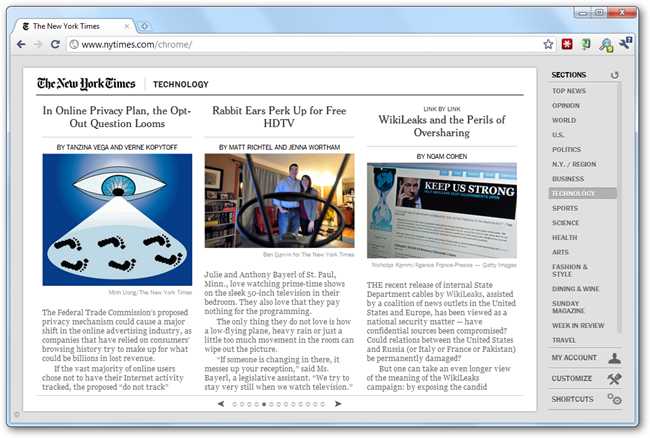 The New York Times
www.nytimes.com/chrome/
The New York Times
TECHNOLOGY
In Online Privacy Plan, the Opt-
Out Question Looms
BY TANZINA VEGA AND VERNE KOPYTOFF
Minh Uong/The New York Times
The Federal Trade Commission's proposed
privacy mechanism could cause a major
shift in the online advertising industry, as
companies that have relied on consumers'
browsing history try to make up for what
could be billions in lost revenue.
If the vast majority of online users
chose not to have their Internet activity
tracked, the proposed "do not track"
Rabbit Ears Perk Up for Free
HDTV
BY MATT RICHTEL AND JENNA WORTHAM
Ben Garvin for The New York Times
Julie and Anthony Bayerl of St. Paul,
Minn., love watching prime-time shows
on the sleek 50-inch television in their
bedroom. They also love that they pay
nothing for the programming.
The only thing they do not love is how
a low-flying plane, heavy rain or just a
little too much movement in the room can
wipe out the picture.
"If someone is changing in there, it
messes up your reception," said Ms.
Bayerl, a legislative assistant. "We try to
stay very still when we watch television."
LINK BY LINK
WikiLeaks and the Perils of
Oversharing
BY NOAM COHEN
KEEP US STRONG
Nicholas Kamm/Agence France-Presse — Getty Images
THE recent release of internal State
Department cables by WikiLeaks, assisted
by a coalition of news outlets in the United
States and Europe, has been viewed as a
national security matter — have
confidential sources been compromised?
Could relations between the United States
and Russia (or Italy or France or Pakistan)
be permanently damaged?
But one can take an even longer view
of the meaning of the WikiLeaks
campaign: by exposing the candid
SECTIONS
TOP NEWS
OPINION
WORLD
U.S.
POLITICS
N.Y. / REGION
BUSINESS
TECHNOLOGY
SPORTS
SCIENCE
HEALTH
ARTS
FASHION &
STYLE
DINING & WINE
SUNDAY
MAGAZINE
WEEK IN REVIEW
TRAVEL
MY ACCOUNT
CUSTOMIZE
SHORTCUTS